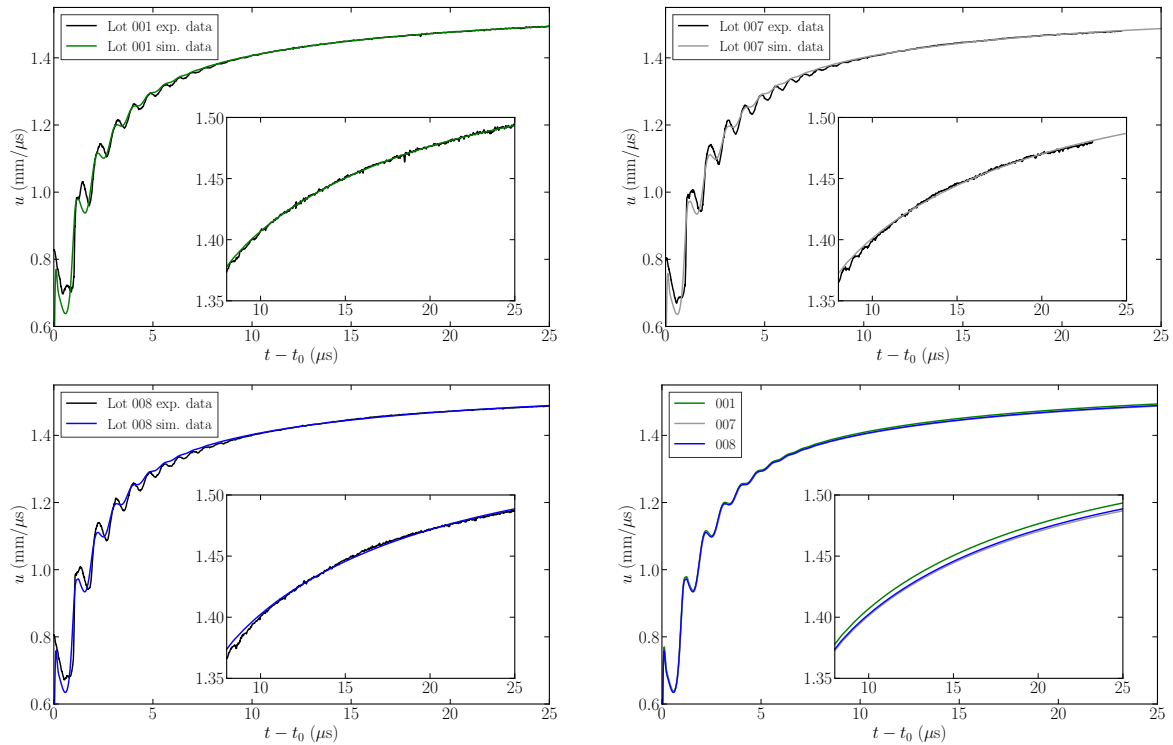 Lot 001 exp. data
Lot 001 sim. data
u (mm/μs)
1.4
1.2
1.0
0.8
0.6
0 5 10 15 20 25
t − t₀ (μs)
1.50
1.45
1.40
1.35
10 15 20 25
Lot 007 exp. data
Lot 007 sim. data
u (mm/μs)
1.4
1.2
1.0
0.8
0.6
0 5 10 15 20 25
t − t₀ (μs)
1.50
1.45
1.40
1.35
10 15 20 25
Lot 008 exp. data
Lot 008 sim. data
u (mm/μs)
1.4
1.2
1.0
0.8
0.6
0 5 10 15 20 25
t − t₀ (μs)
1.50
1.45
1.40
1.35
10 15 20 25
001
007
008
u (mm/μs)
1.4
1.2
1.0
0.8
0.6
0 5 10 15 20 25
t − t₀ (μs)
1.50
1.45
1.40
1.35
10 15 20 25